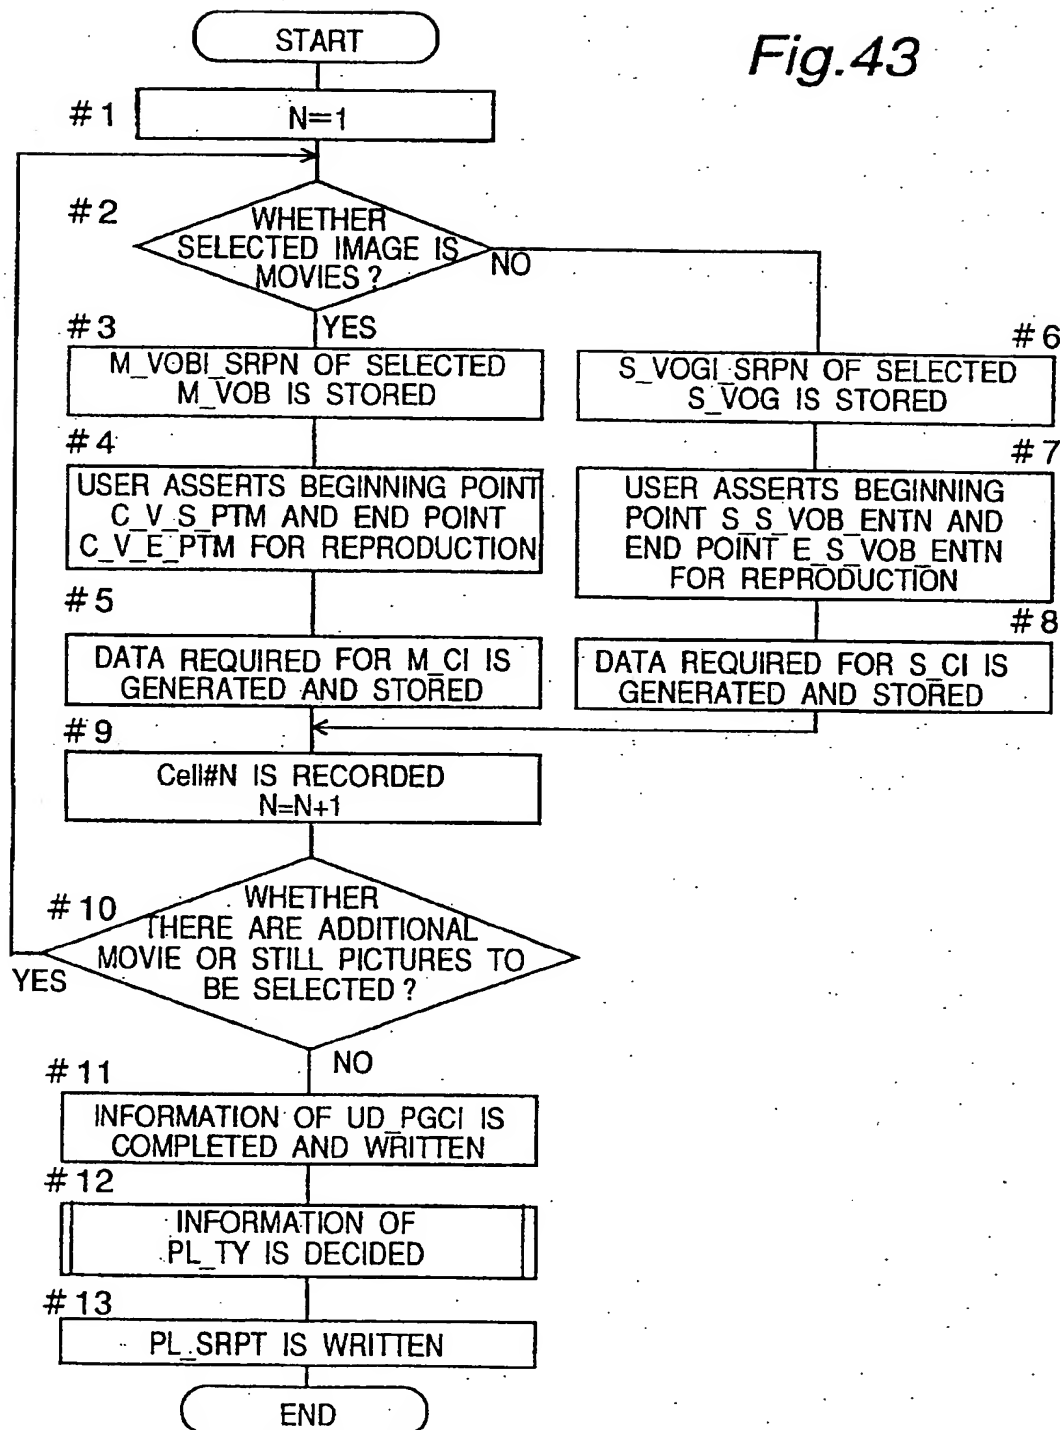 Fig.43
START
#1
N=1
#2
WHETHER
SELECTED IMAGE IS
MOVIES?
NO
YES
#3
M_VOBI_SRPN OF SELECTED
M_VOB IS STORED
#6
S_VOGI_SRPN OF SELECTED
S_VOG IS STORED
#4
USER ASSERTS BEGINNING POINT
C_V_S_PTM AND END POINT
C_V_E_PTM FOR REPRODUCTION
#7
USER ASSERTS BEGINNING
POINT S_S_VOB_ENTN AND
END POINT E_S_VOB_ENTN
FOR REPRODUCTION
#5
DATA REQUIRED FOR M_CI IS
GENERATED AND STORED
#8
DATA REQUIRED FOR S_CI IS
GENERATED AND STORED
#9
Cell#N IS RECORDED
N=N+1
#10
WHETHER
THERE ARE ADDITIONAL
MOVIE OR STILL PICTURES TO
BE SELECTED?
YES
NO
#11
INFORMATION OF UD_PGCI IS
COMPLETED AND WRITTEN
#12
INFORMATION OF
PL_TY IS DECIDED
#13
PL_SRPT IS WRITTEN
END